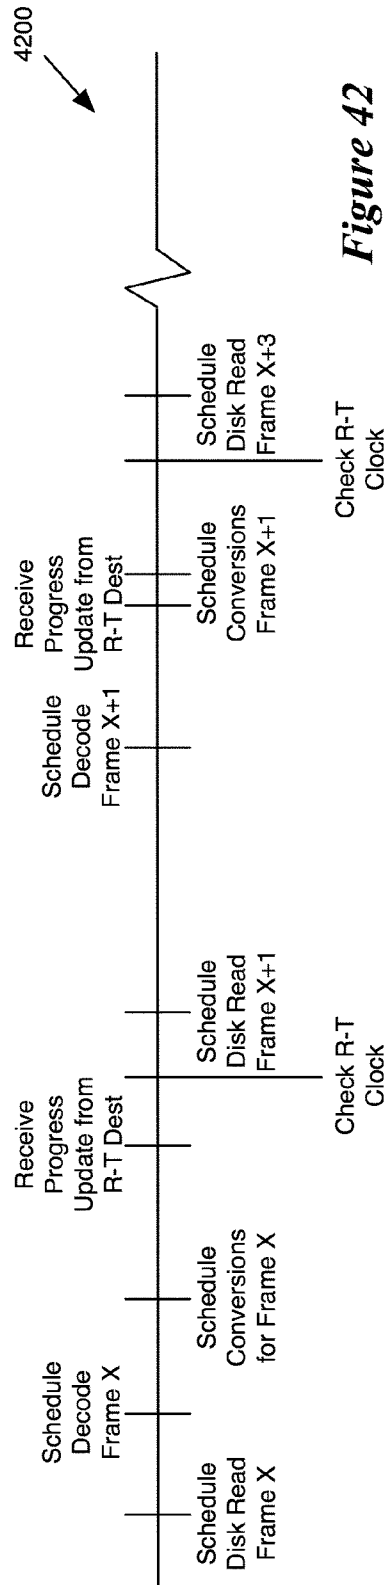 4200
Schedule
Disk Read
Frame X
Schedule
Decode
Frame X
Schedule
Conversions
for Frame X
Receive
Progress
Update from
R-T Dest
Check R-T
Clock
Schedule
Disk Read
Frame X+1
Schedule
Decode
Frame X+1
Receive
Progress
Update from
R-T Dest
Schedule
Conversions
Frame X+1
Check R-T
Clock
Schedule
Disk Read
Frame X+3
Figure 42